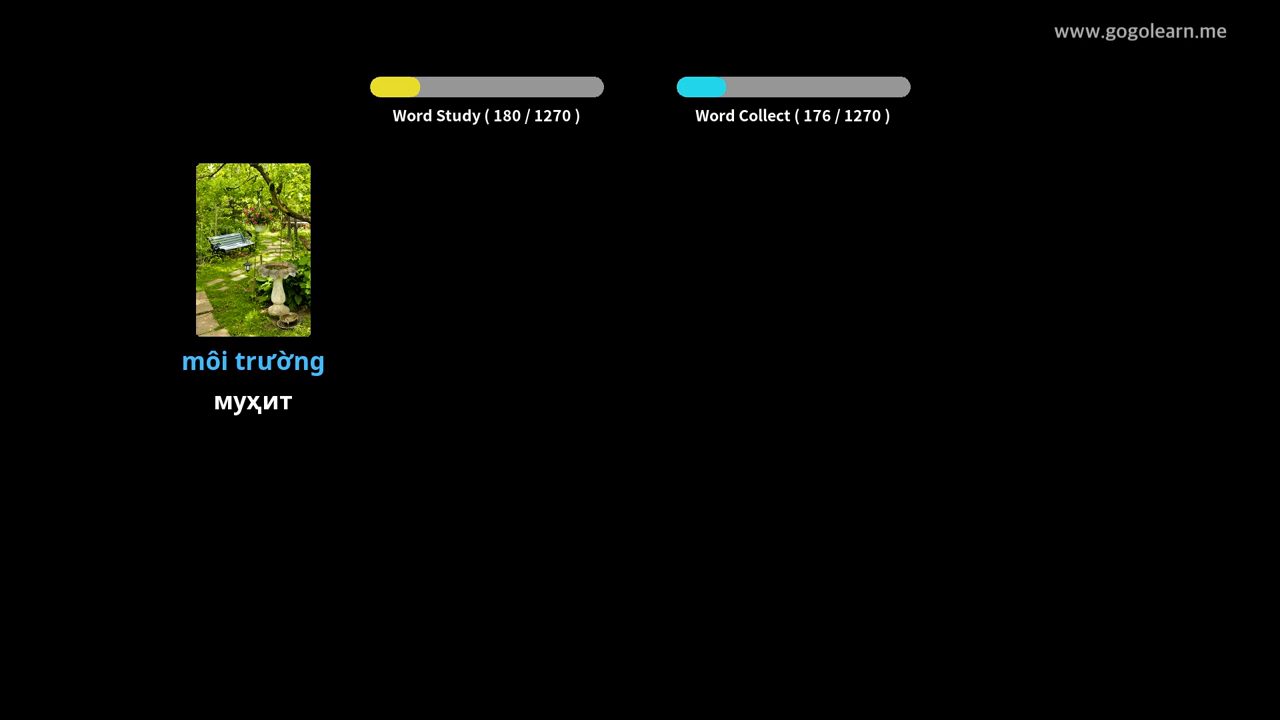 www.gogolearn.me
Word Study ( 180 / 1270 )
Word Collect ( 176 / 1270 )
môi trường
муҳит